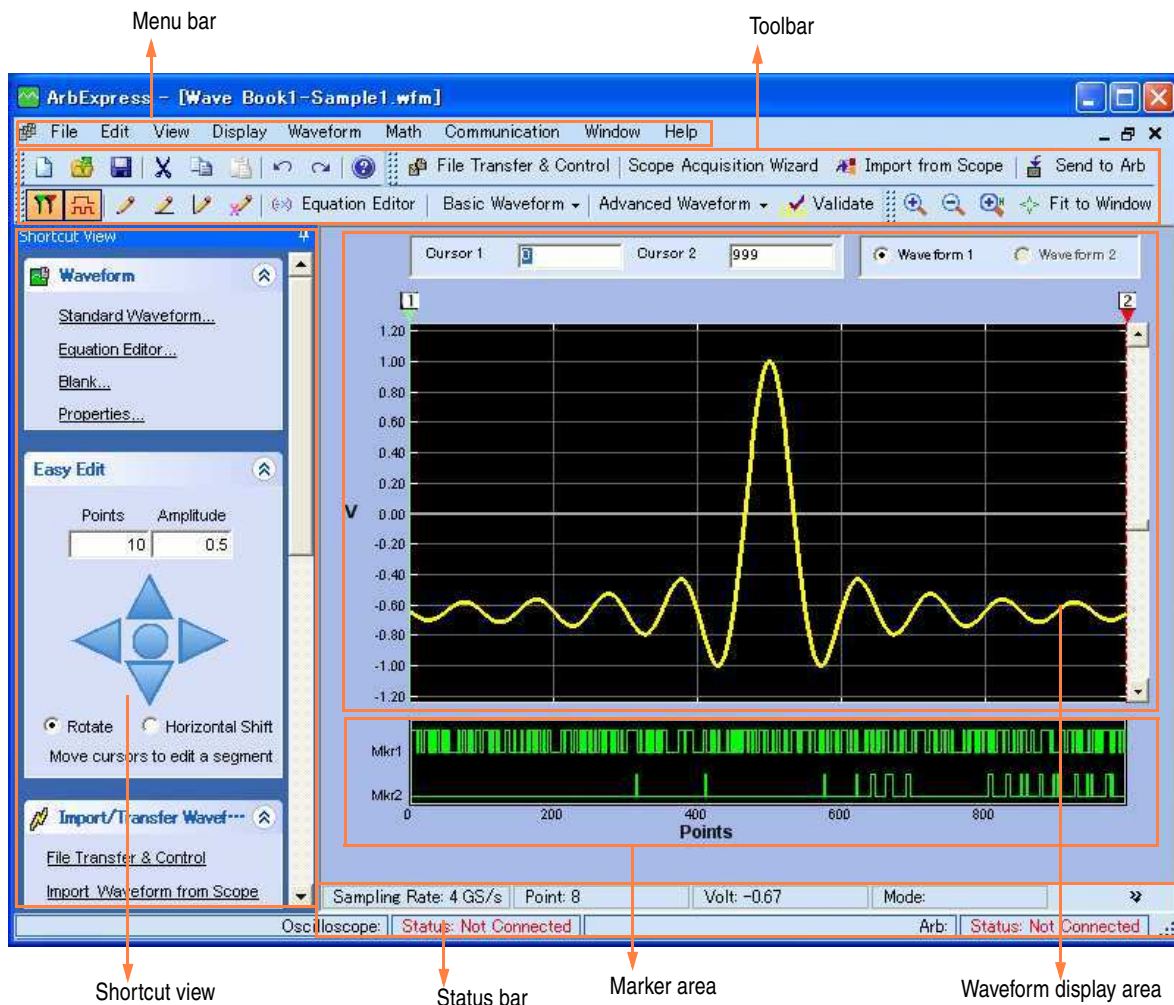 Menu bar
Toolbar
ArbExpress - [Wave Book1-Sample1.wfm]
File Edit View Display Waveform Math Communication Window Help
File Transfer & Control Scope Acquisition Wizard Import from Scope Send to Arb
Equation Editor Basic Waveform Advanced Waveform Validate Fit to Window
Shortcut View
Cursor 1 0 Cursor 2 999 Waveform 1 Waveform 2
Waveform
Standard Waveform...
Equation Editor...
Blank...
Properties...
Easy Edit
Points Amplitude
10 0.5
Rotate Horizontal Shift
Move cursors to edit a segment
Import/Transfer Wavef...
File Transfer & Control
Import Waveform from Scope
1 2
1.20
1.00
0.80
0.60
0.40
0.20
V 0.00
-0.20
-0.40
-0.60
-0.80
-1.00
-1.20
Mkr1
Mkr2
0 200 400 600 800
Points
Sampling Rate: 4 GS/s Point: 8 Volt: -0.67 Mode:
Oscilloscope: Status: Not Connected Arb: Status: Not Connected
Shortcut view
Status bar
Marker area
Waveform display area